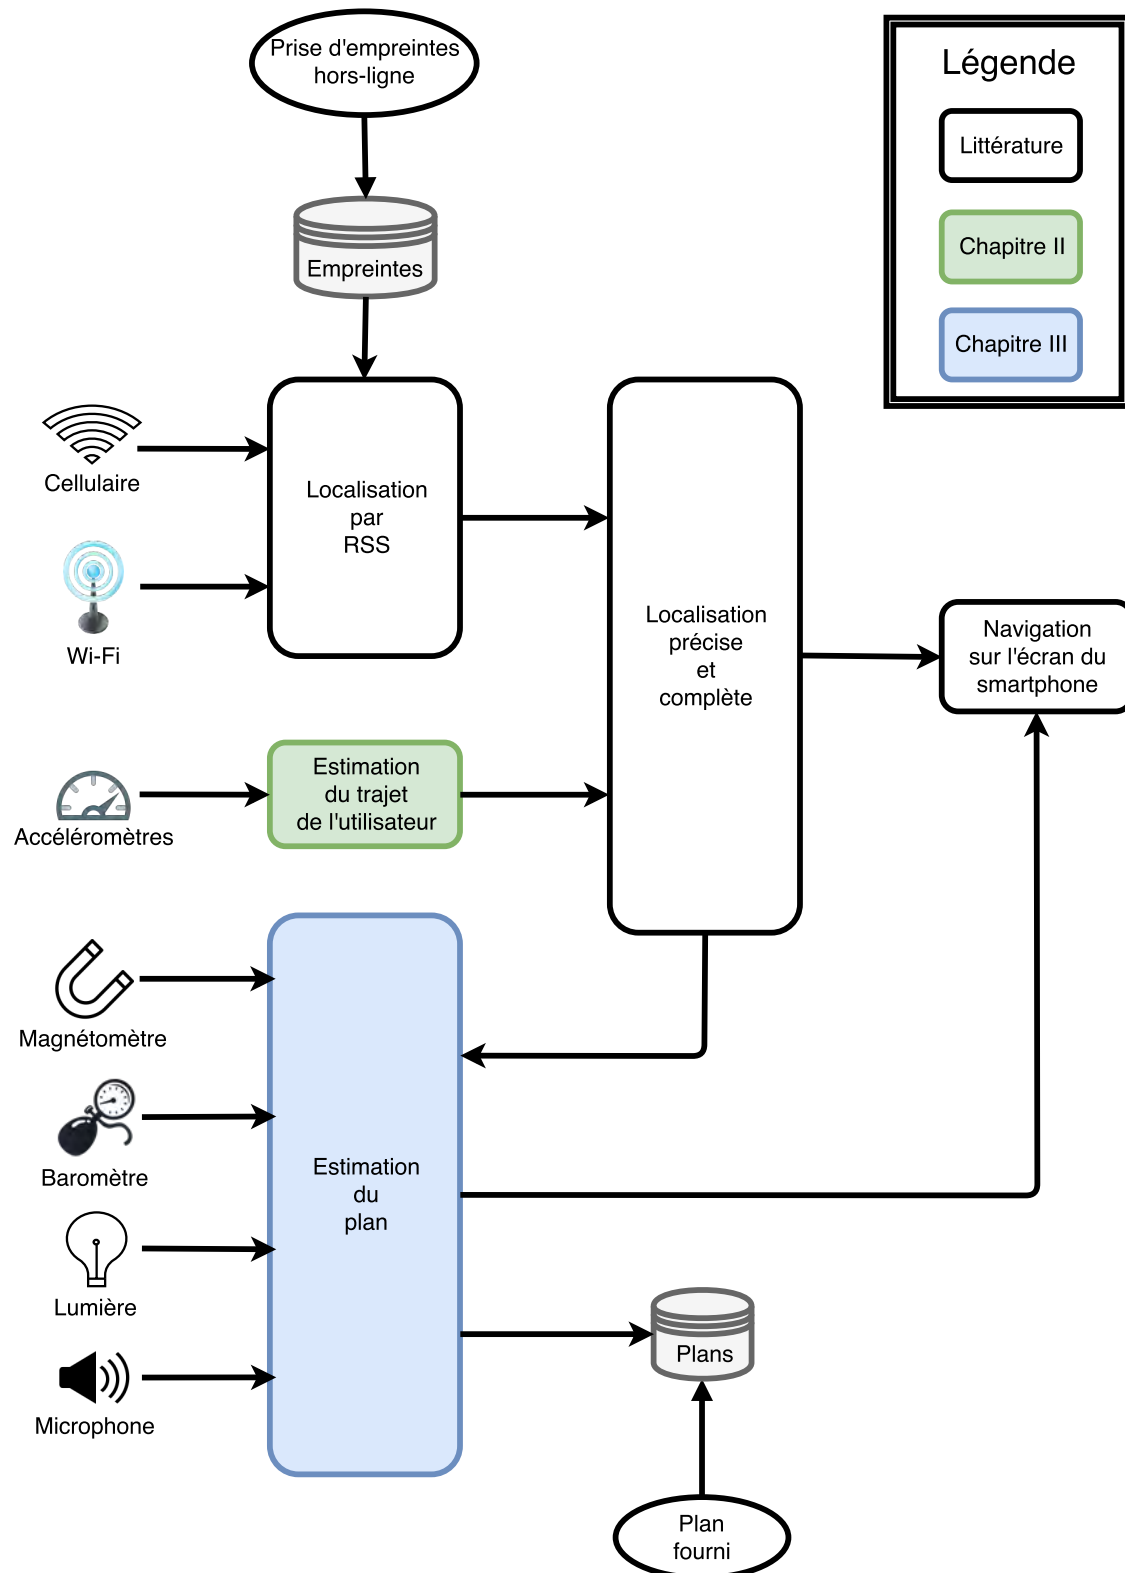 Prise d'empreintes
hors-ligne
Légende
Littérature
Chapitre II
Chapitre III
Empreintes
Cellulaire
Wi-Fi
Localisation
par
RSS
Localisation
précise
et
complète
Navigation
sur l'écran du
smartphone
Accéléromètres
Estimation
du trajet
de l'utilisateur
Magnétomètre
Baromètre
Lumière
Microphone
Estimation
du
plan
Plans
Plan
fourni